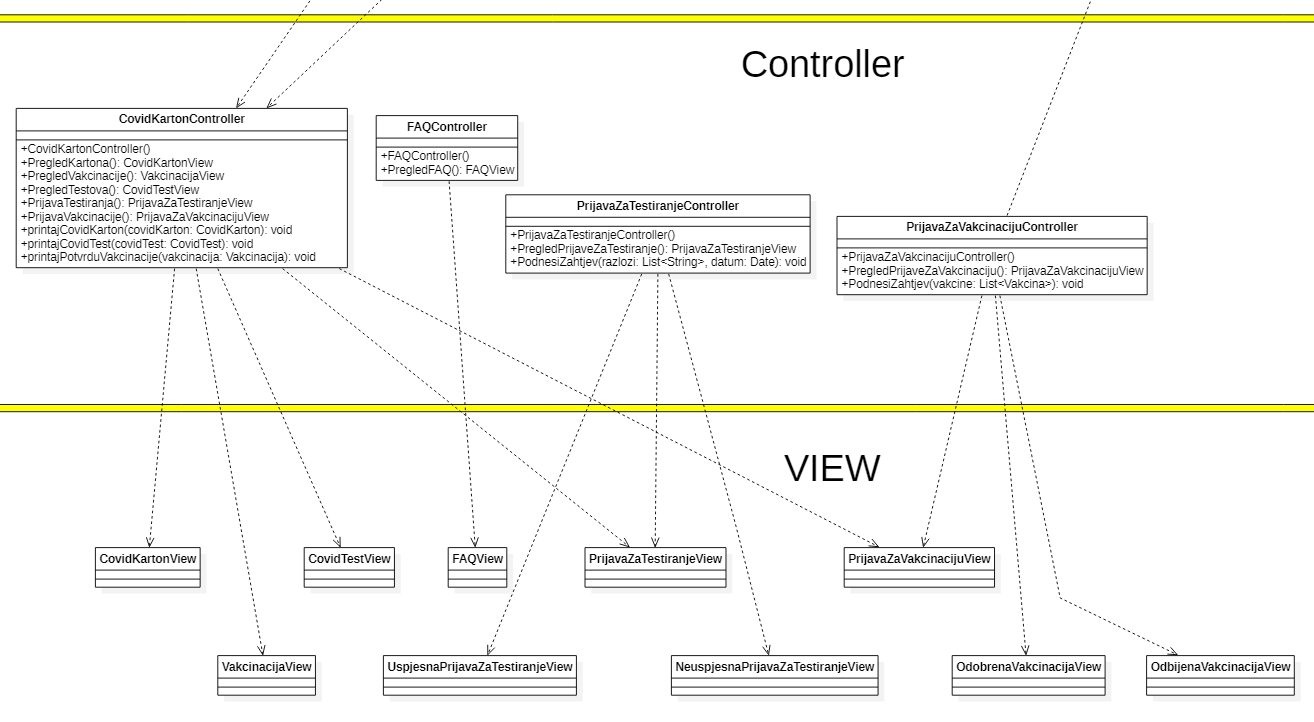 Controller
CovidKartonController
+CovidKartonController()
+PregledKartona(): CovidKartonView
+PregledVakcinacije(): VakcinacijaView
+PregledTestova(): CovidTestView
+PrijavaTestiranja(): PrijavaZaTestiranjeView
+PrijavaVakcinacije(): PrijavaZaVakcinacijuView
+printajCovidKarton(covidKarton: CovidKarton): void
+printajCovidTest(covidTest: CovidTest): void
+printajPotvrduVakcinacije(vakcinacija: Vakcinacija): void
FAQController
+FAQController()
+PregledFAQ(): FAQView
PrijavaZaTestiranjeController
+PrijavaZaTestiranjeController()
+PregledPrijaveZaTestiranje(): PrijavaZaTestiranjeView
+PodnesiZahtjev(razlozi: List<String>, datum: Date): void
PrijavaZaVakcinacijuController
+PrijavaZaVakcinacijuController()
+PregledPrijaveZaVakcinaciju(): PrijavaZaVakcinacijuView
+PodnesiZahtjev(vakcine: List<Vakcina>): void
VIEW
CovidKartonView
CovidTestView
FAQView
PrijavaZaTestiranjeView
PrijavaZaVakcinacijuView
VakcinacijaView
UspjesnaPrijavaZaTestiranjeView
NeuspjesnaPrijavaZaTestiranjeView
OdobrenaVakcinacijaView
OdbijenaVakcinacijaView